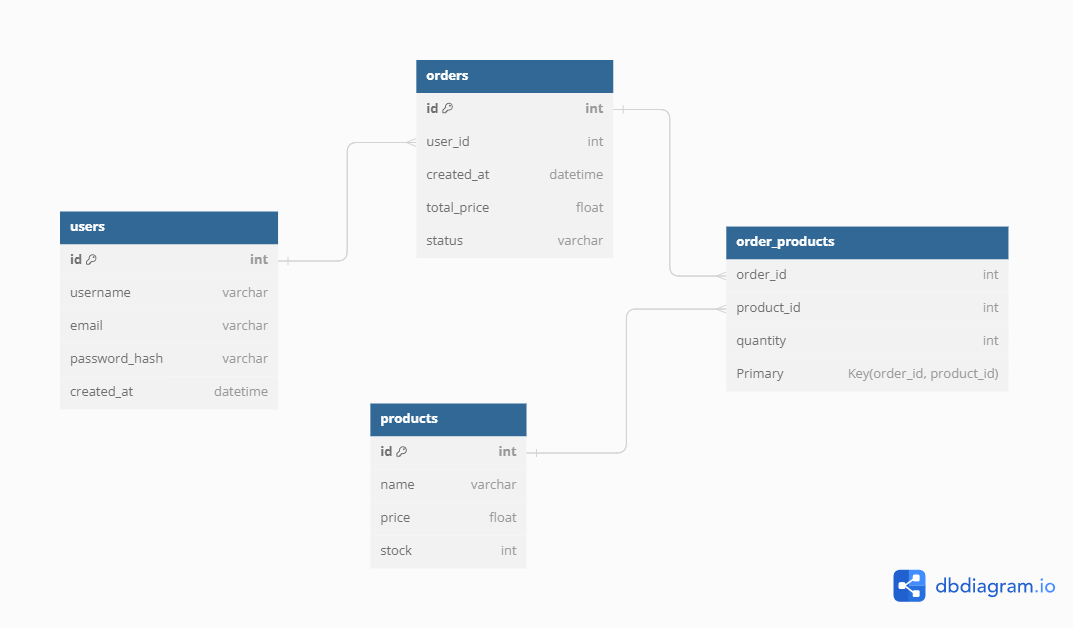 orders
id int
user_id int
created_at datetime
total_price float
status varchar
users
id int
username varchar
email varchar
password_hash varchar
created_at datetime
order_products
order_id int
product_id int
quantity int
Primary Key(order_id, product_id)
products
id int
name varchar
price float
stock int
dbdiagram.io